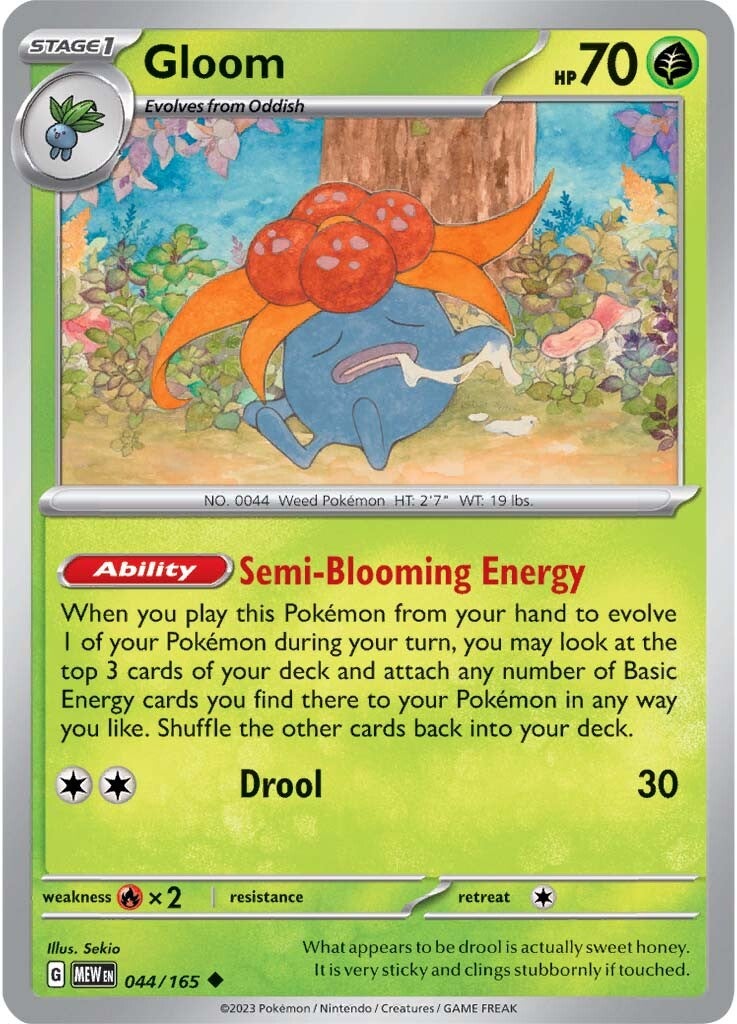 STAGE1
Gloom
HP 70
Evolves from Oddish
NO. 0044 Weed Pokémon HT: 2'7" WT: 19 lbs.
Ability Semi-Blooming Energy
When you play this Pokémon from your hand to evolve
1 of your Pokémon during your turn, you may look at the
top 3 cards of your deck and attach any number of Basic
Energy cards you find there to your Pokémon in any way
you like. Shuffle the other cards back into your deck.
Drool 30
weakness ×2 resistance retreat
Illus. Sekio
What appears to be drool is actually sweet honey.
It is very sticky and clings stubbornly if touched.
G MEW EN 044/165
©2023 Pokémon / Nintendo / Creatures / GAME FREAK